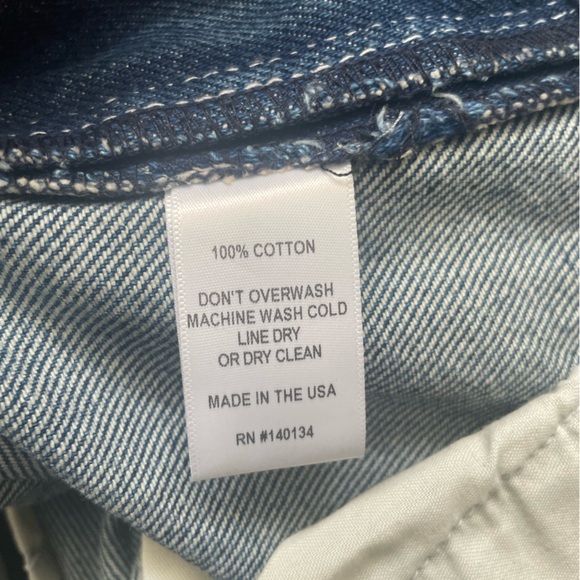 100% COTTON
DON'T OVERWASH
MACHINE WASH COLD
LINE DRY
OR DRY CLEAN
MADE IN THE USA
RN #140134